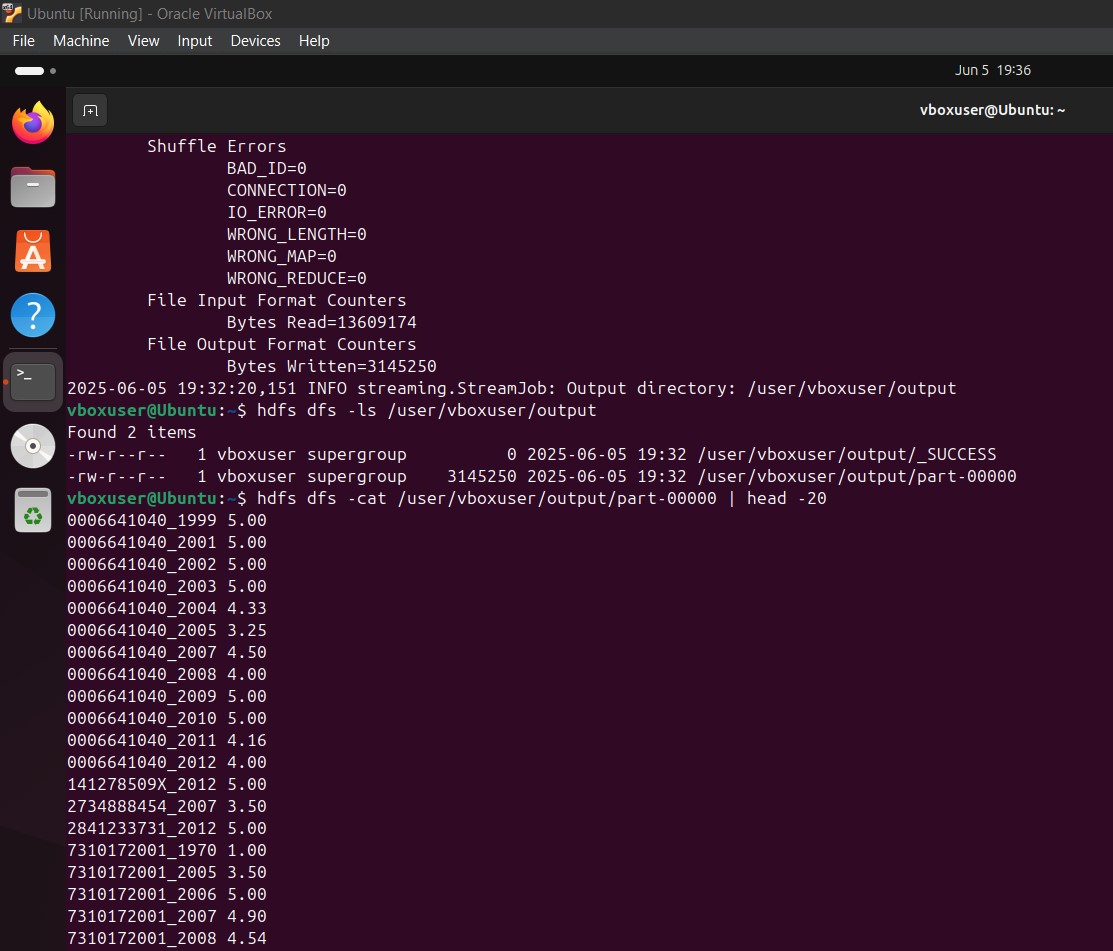 Ubuntu [Running] - Oracle VirtualBox
File Machine View Input Devices Help
Jun 5 19:36
vboxuser@Ubuntu: ~
Shuffle Errors
BAD_ID=0
CONNECTION=0
IO_ERROR=0
WRONG_LENGTH=0
WRONG_MAP=0
WRONG_REDUCE=0
File Input Format Counters
Bytes Read=13609174
File Output Format Counters
Bytes Written=3145250
2025-06-05 19:32:20,151 INFO streaming.StreamJob: Output directory: /user/vboxuser/output
vboxuser@Ubuntu:~$ hdfs dfs -ls /user/vboxuser/output
Found 2 items
-rw-r--r--   1 vboxuser supergroup          0 2025-06-05 19:32 /user/vboxuser/output/_SUCCESS
-rw-r--r--   1 vboxuser supergroup    3145250 2025-06-05 19:32 /user/vboxuser/output/part-00000
vboxuser@Ubuntu:~$ hdfs dfs -cat /user/vboxuser/output/part-00000 | head -20
0006641040_1999 5.00
0006641040_2001 5.00
0006641040_2002 5.00
0006641040_2003 5.00
0006641040_2004 4.33
0006641040_2005 3.25
0006641040_2007 4.50
0006641040_2008 4.00
0006641040_2009 5.00
0006641040_2010 5.00
0006641040_2011 4.16
0006641040_2012 4.00
141278509X_2012 5.00
2734888454_2007 3.50
2841233731_2012 5.00
7310172001_1970 1.00
7310172001_2005 3.50
7310172001_2006 5.00
7310172001_2007 4.90
7310172001_2008 4.54